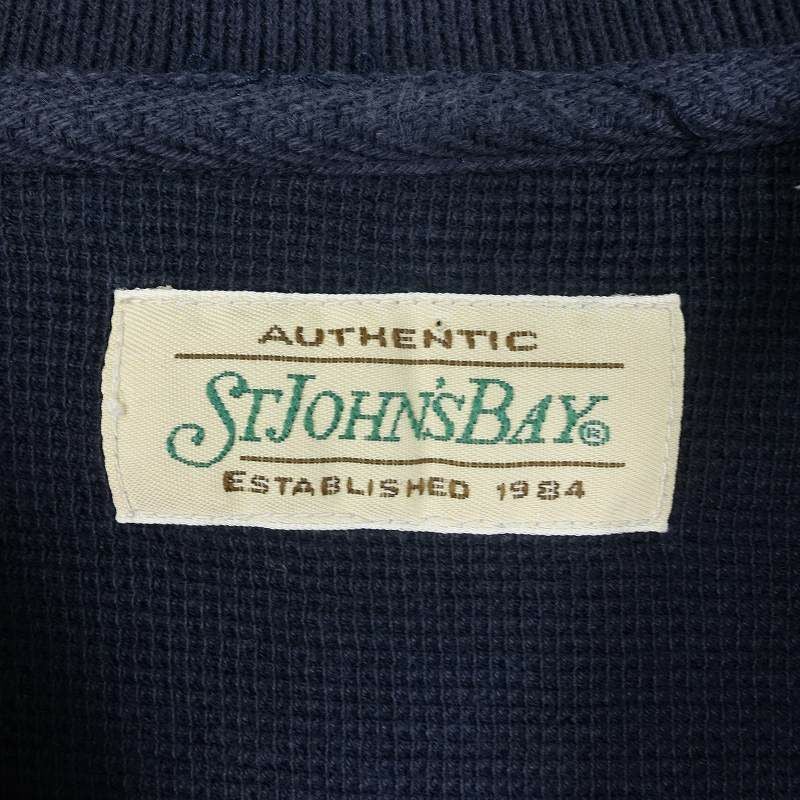 AUTHENTIC
ST JOHN'S BAY®
ESTABLISHED 1984